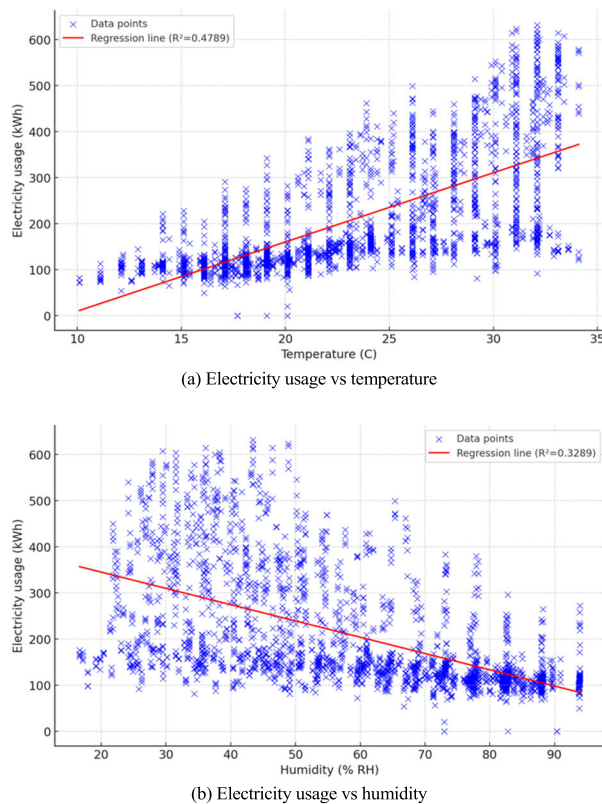 Data points
Regression line (R²=0.4789)
Electricity usage (kWh)
600
500
400
300
200
100
0
10
15
20
25
30
35
Temperature (C)
(a) Electricity usage vs temperature
Data points
Regression line (R²=0.3289)
Electricity usage (kWh)
600
500
400
300
200
100
0
20
30
40
50
60
70
80
90
Humidity (% RH)
(b) Electricity usage vs humidity